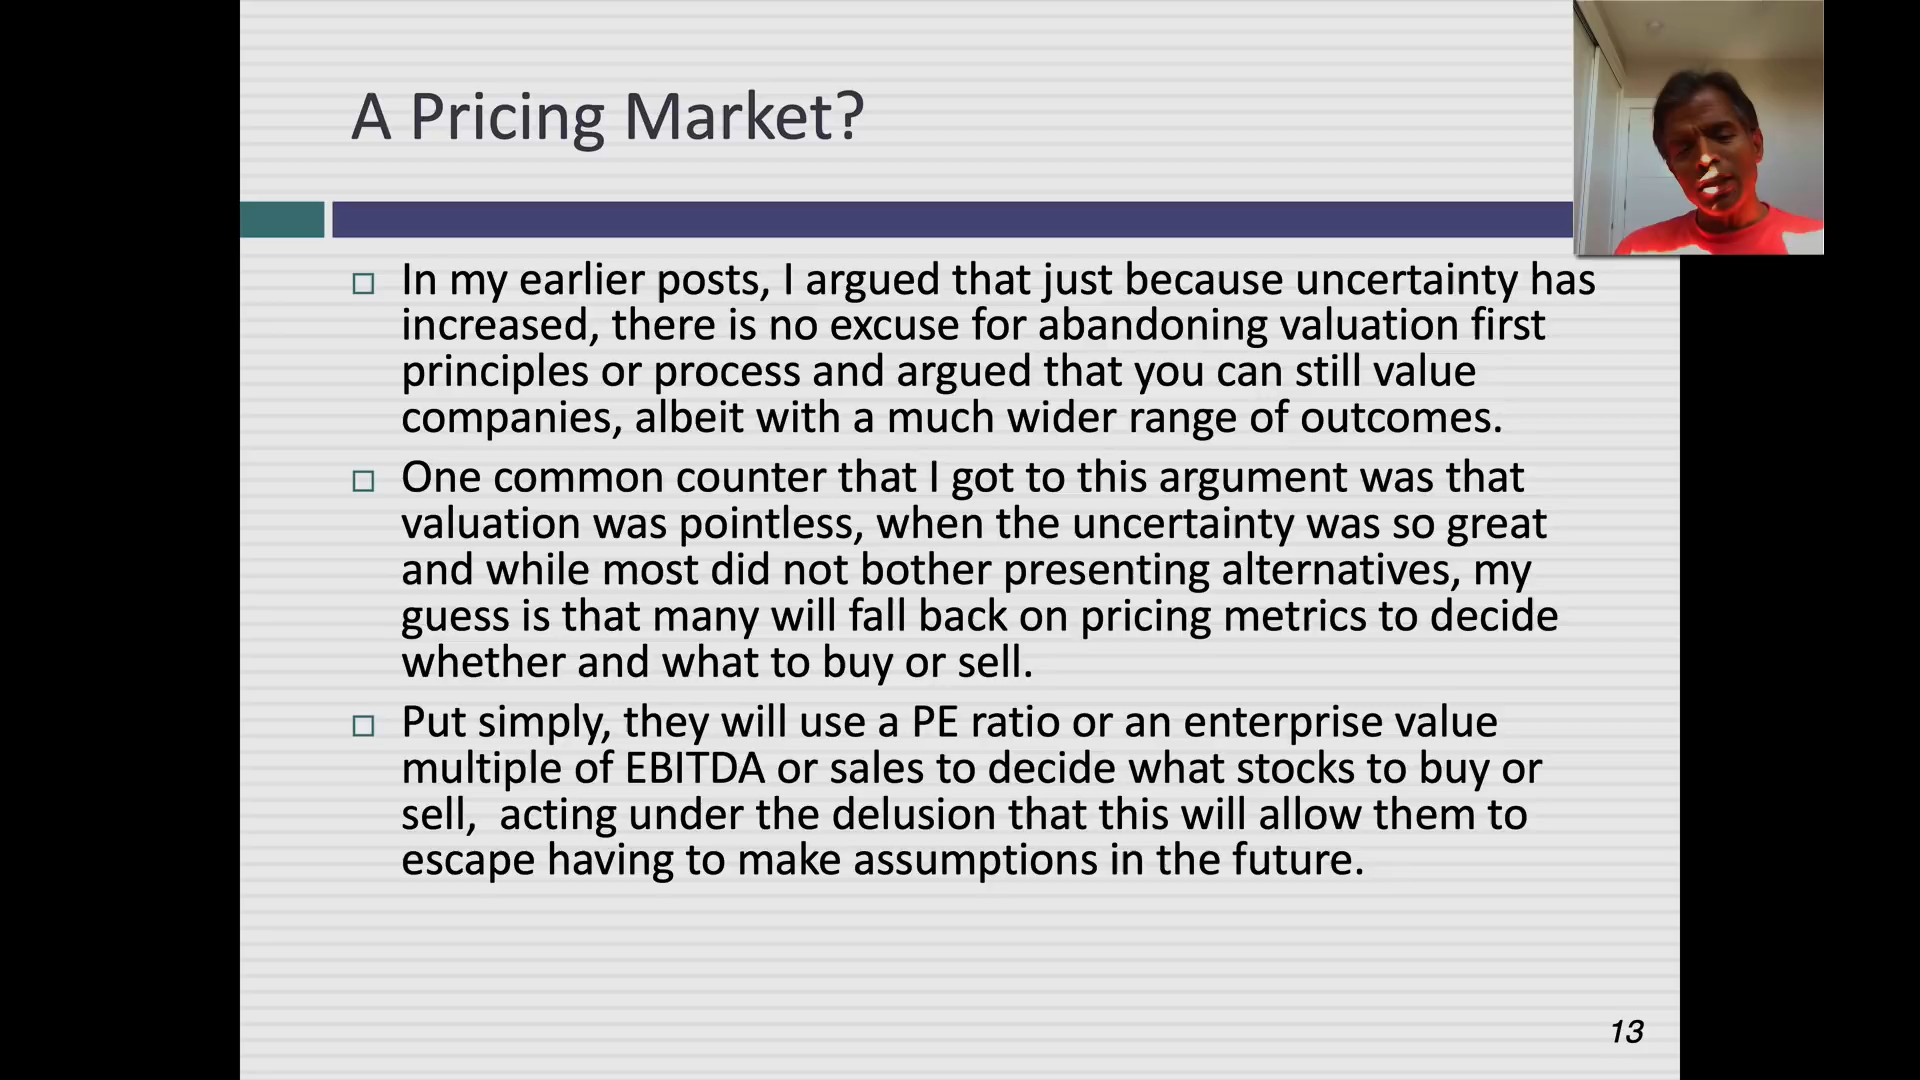 A Pricing Market?
In my earlier posts, I argued that just because uncertainty has
increased, there is no excuse for abandoning valuation first
principles or process and argued that you can still value
companies, albeit with a much wider range of outcomes.
One common counter that I got to this argument was that
valuation was pointless, when the uncertainty was so great
and while most did not bother presenting alternatives, my
guess is that many will fall back on pricing metrics to decide
whether and what to buy or sell.
Put simply, they will use a PE ratio or an enterprise value
multiple of EBITDA or sales to decide what stocks to buy or
sell,  acting under the delusion that this will allow them to
escape having to make assumptions in the future.
13